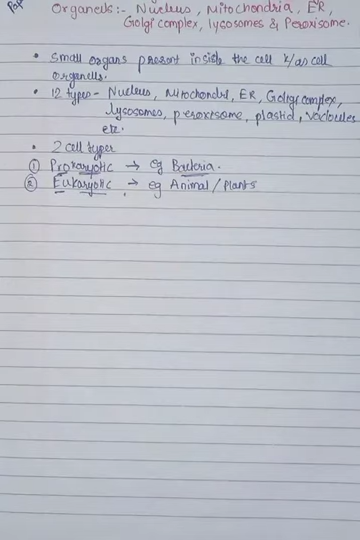 Organells:- Nucleus, Mitochondria, ER,
Golgi complex, lycosomes & Peroxisome.
• Small organs present inside the cell k/as cell
organells.
• 12 types- Nucleus, Mitochondri, ER, Golgi complex,
lysosomes, peroxisome, plastid, vacuoles
etc.
• 2 cell types
① Prokaryotic → eg Bacteria.
② Eukaryotic → eg Animal / Plants